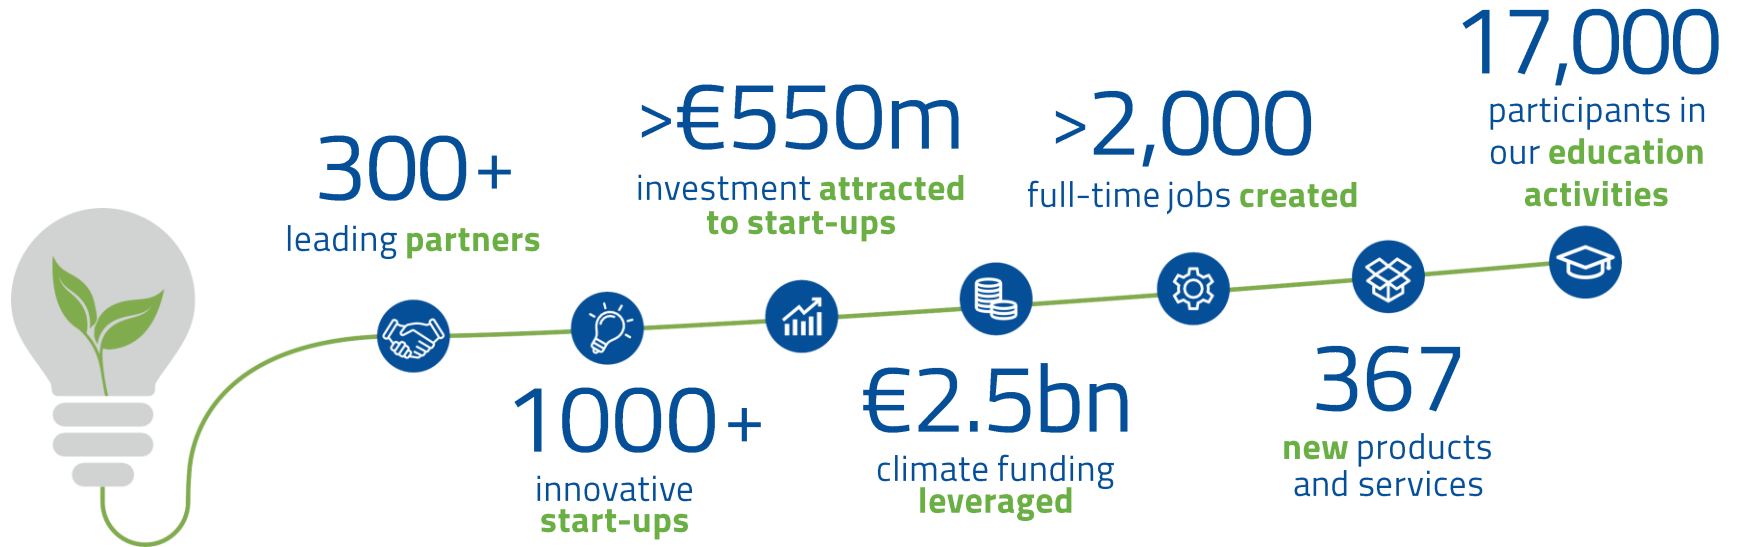 300+
leading partners
1000+
innovative
start-ups
>€550m
investment attracted
to start-ups
€2.5bn
climate funding
leveraged
>2,000
full-time jobs created
367
new products
and services
17,000
participants in
our education
activities